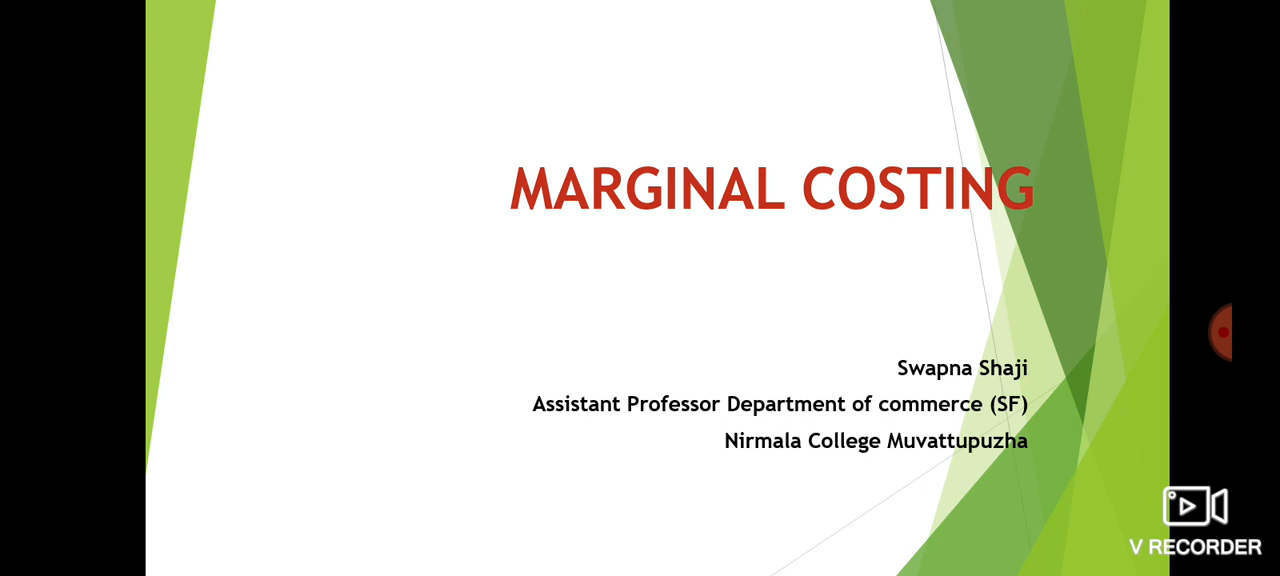 MARGINAL COSTING
Swapna Shaji
Assistant Professor Department of commerce (SF)
Nirmala College Muvattupuzha
V RECORDER